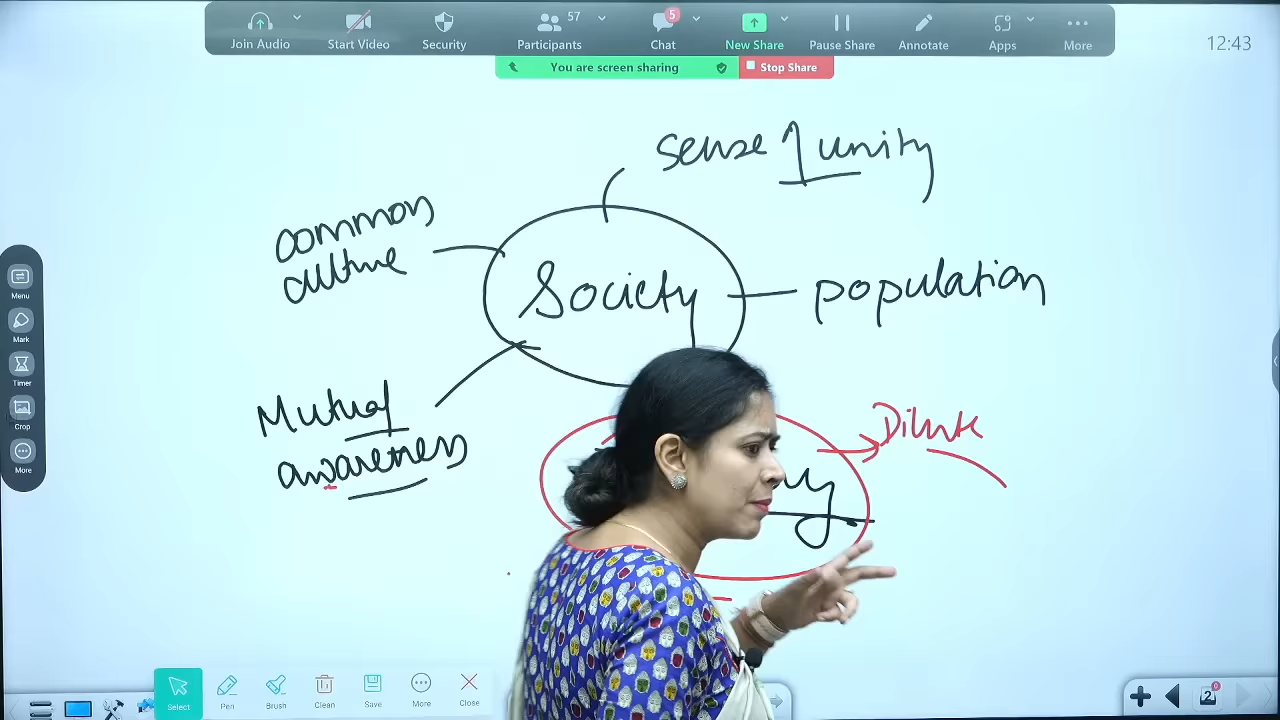 Join Audio
Start Video
Security
57
Participants
5
Chat
New Share
Pause Share
Annotate
Apps
More
12:43
You are screen sharing
Stop Share
sense of unity
common
culture
Society
population
Mutual
awareness
Dilute
Menu
Mark
Timer
Crop
More
Select
Pen
Brush
Clean
Save
More
Close
2